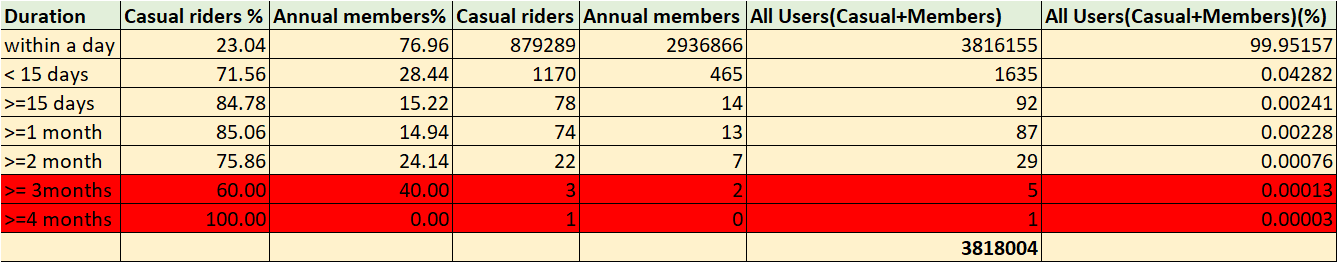 Duration Casual riders % Annual members% Casual riders Annual members All Users(Casual+Members) All Users(Casual+Members)(%)
within a day 23.04 76.96 879289 2936866 3816155 99.95157
< 15 days 71.56 28.44 1170 465 1635 0.04282
>=15 days 84.78 15.22 78 14 92 0.00241
>=1 month 85.06 14.94 74 13 87 0.00228
>=2 month 75.86 24.14 22 7 29 0.00076
>= 3months 60.00 40.00 3 2 5 0.00013
>=4 months 100.00 0.00 1 0 1 0.00003
3818004